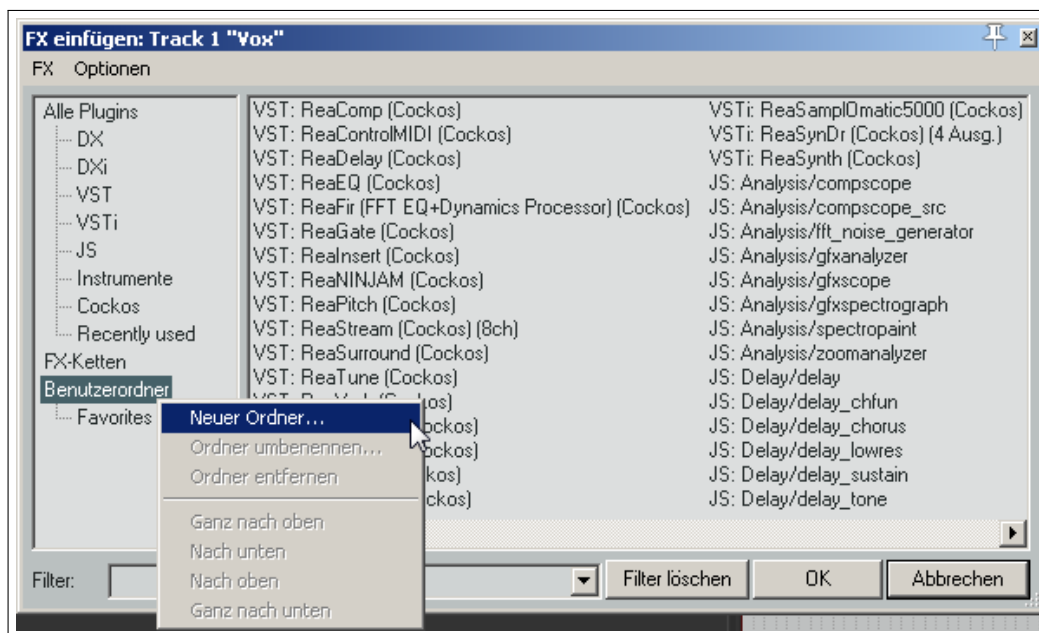 FX einfügen: Track 1 "Vox"
FX Optionen
Alle Plugins
DX
DXi
VST
VSTi
JS
Instrumente
Cockos
Recently used
FX-Ketten
Benutzerordner
Favorites
VST: ReaComp (Cockos)
VST: ReaControlMIDI (Cockos)
VST: ReaDelay (Cockos)
VST: ReaEQ (Cockos)
VST: ReaFir (FFT EQ+Dynamics Processor) (Cockos)
VST: ReaGate (Cockos)
VST: ReaInsert (Cockos)
VST: ReaNINJAM (Cockos)
VST: ReaPitch (Cockos)
VST: ReaStream (Cockos) (8ch)
VST: ReaSurround (Cockos)
VST: ReaTune (Cockos)
VSTi: ReaSamplOmatic5000 (Cockos)
VSTi: ReaSynDr (Cockos) (4 Ausg.)
VSTi: ReaSynth (Cockos)
JS: Analysis/compscope
JS: Analysis/compscope_src
JS: Analysis/fft_noise_generator
JS: Analysis/gfxanalyzer
JS: Analysis/gfxscope
JS: Analysis/gfxspectrograph
JS: Analysis/spectropaint
JS: Analysis/zoomanalyzer
JS: Delay/delay
JS: Delay/delay_chfun
JS: Delay/delay_chorus
JS: Delay/delay_lowres
JS: Delay/delay_sustain
JS: Delay/delay_tone
Neuer Ordner...
Ordner umbenennen...
Ordner entfernen
Ganz nach oben
Nach unten
Nach oben
Ganz nach unten
Filter:
Filter löschen
OK
Abbrechen